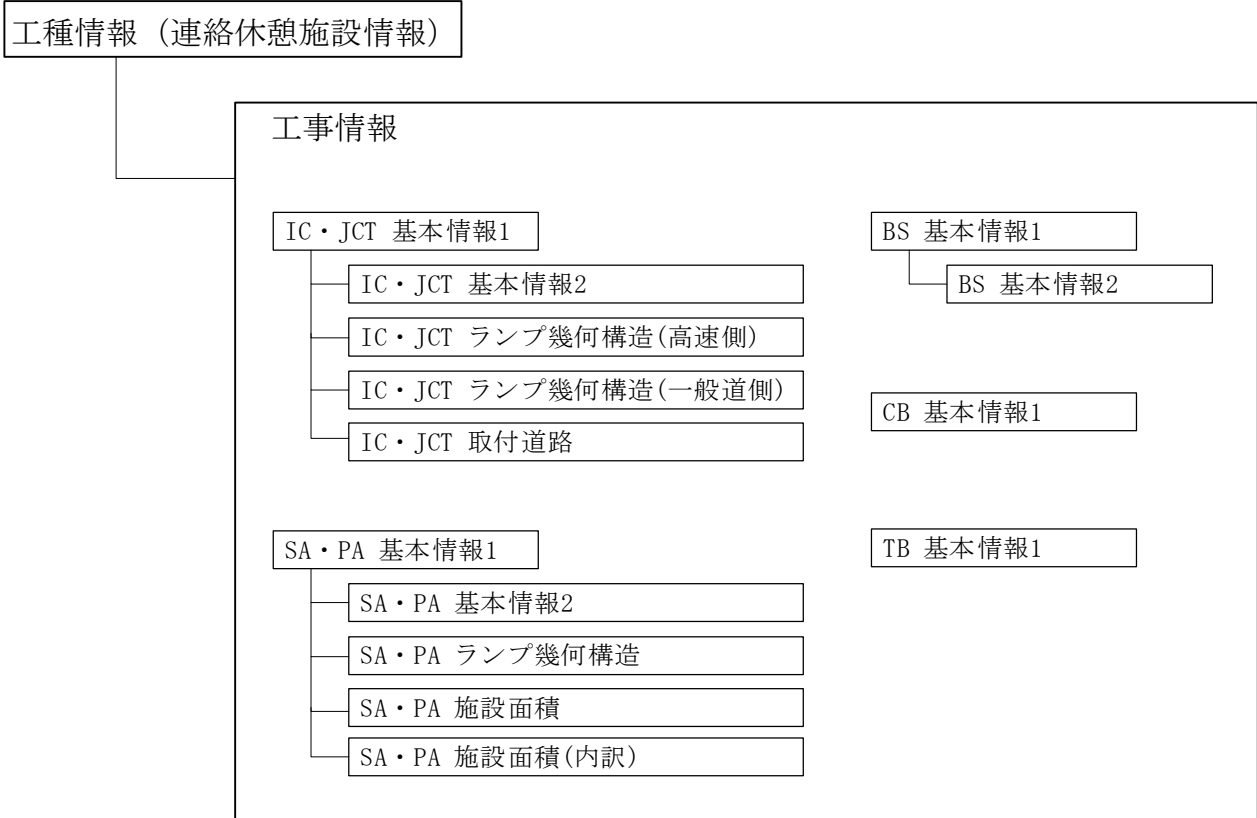 工種情報（連絡休憩施設情報）
工事情報
IC・JCT 基本情報1
IC・JCT 基本情報2
IC・JCT ランプ幾何構造(高速側)
IC・JCT ランプ幾何構造(一般道側)
IC・JCT 取付道路
SA・PA 基本情報1
SA・PA 基本情報2
SA・PA ランプ幾何構造
SA・PA 施設面積
SA・PA 施設面積(内訳)
BS 基本情報1
BS 基本情報2
CB 基本情報1
TB 基本情報1